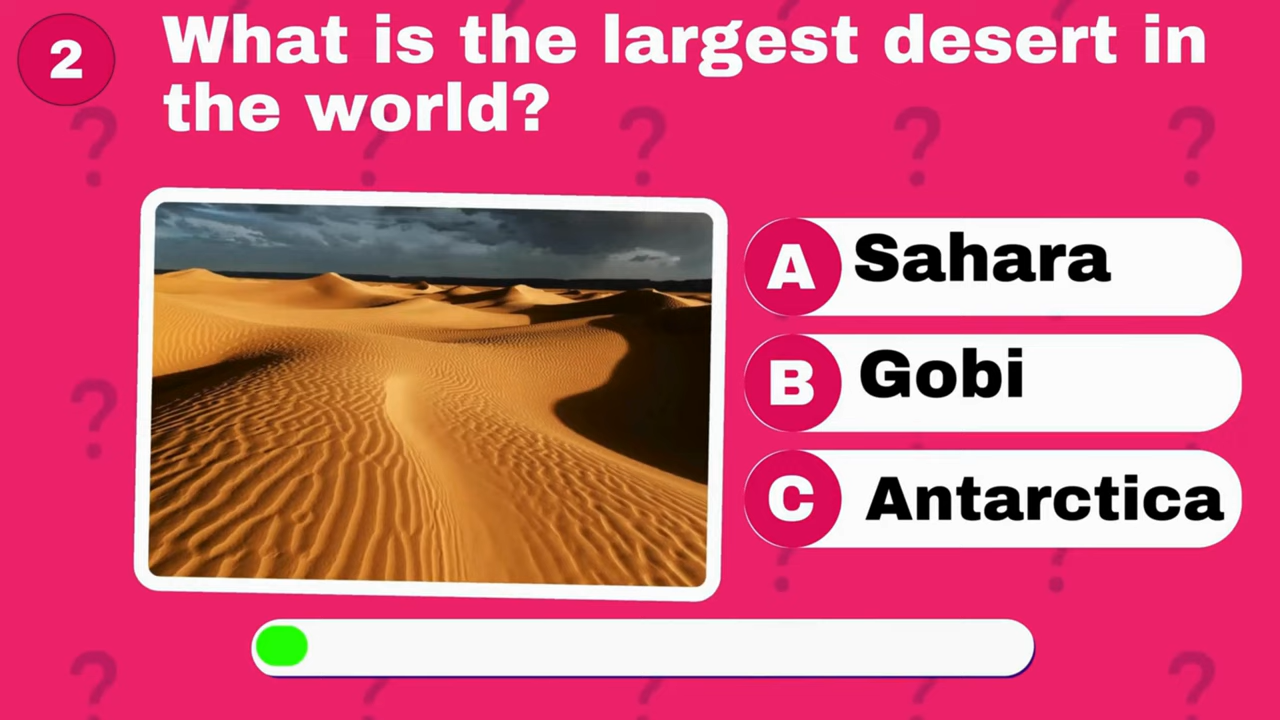 2
What is the largest desert in
the world?
A Sahara
B Gobi
C Antarctica